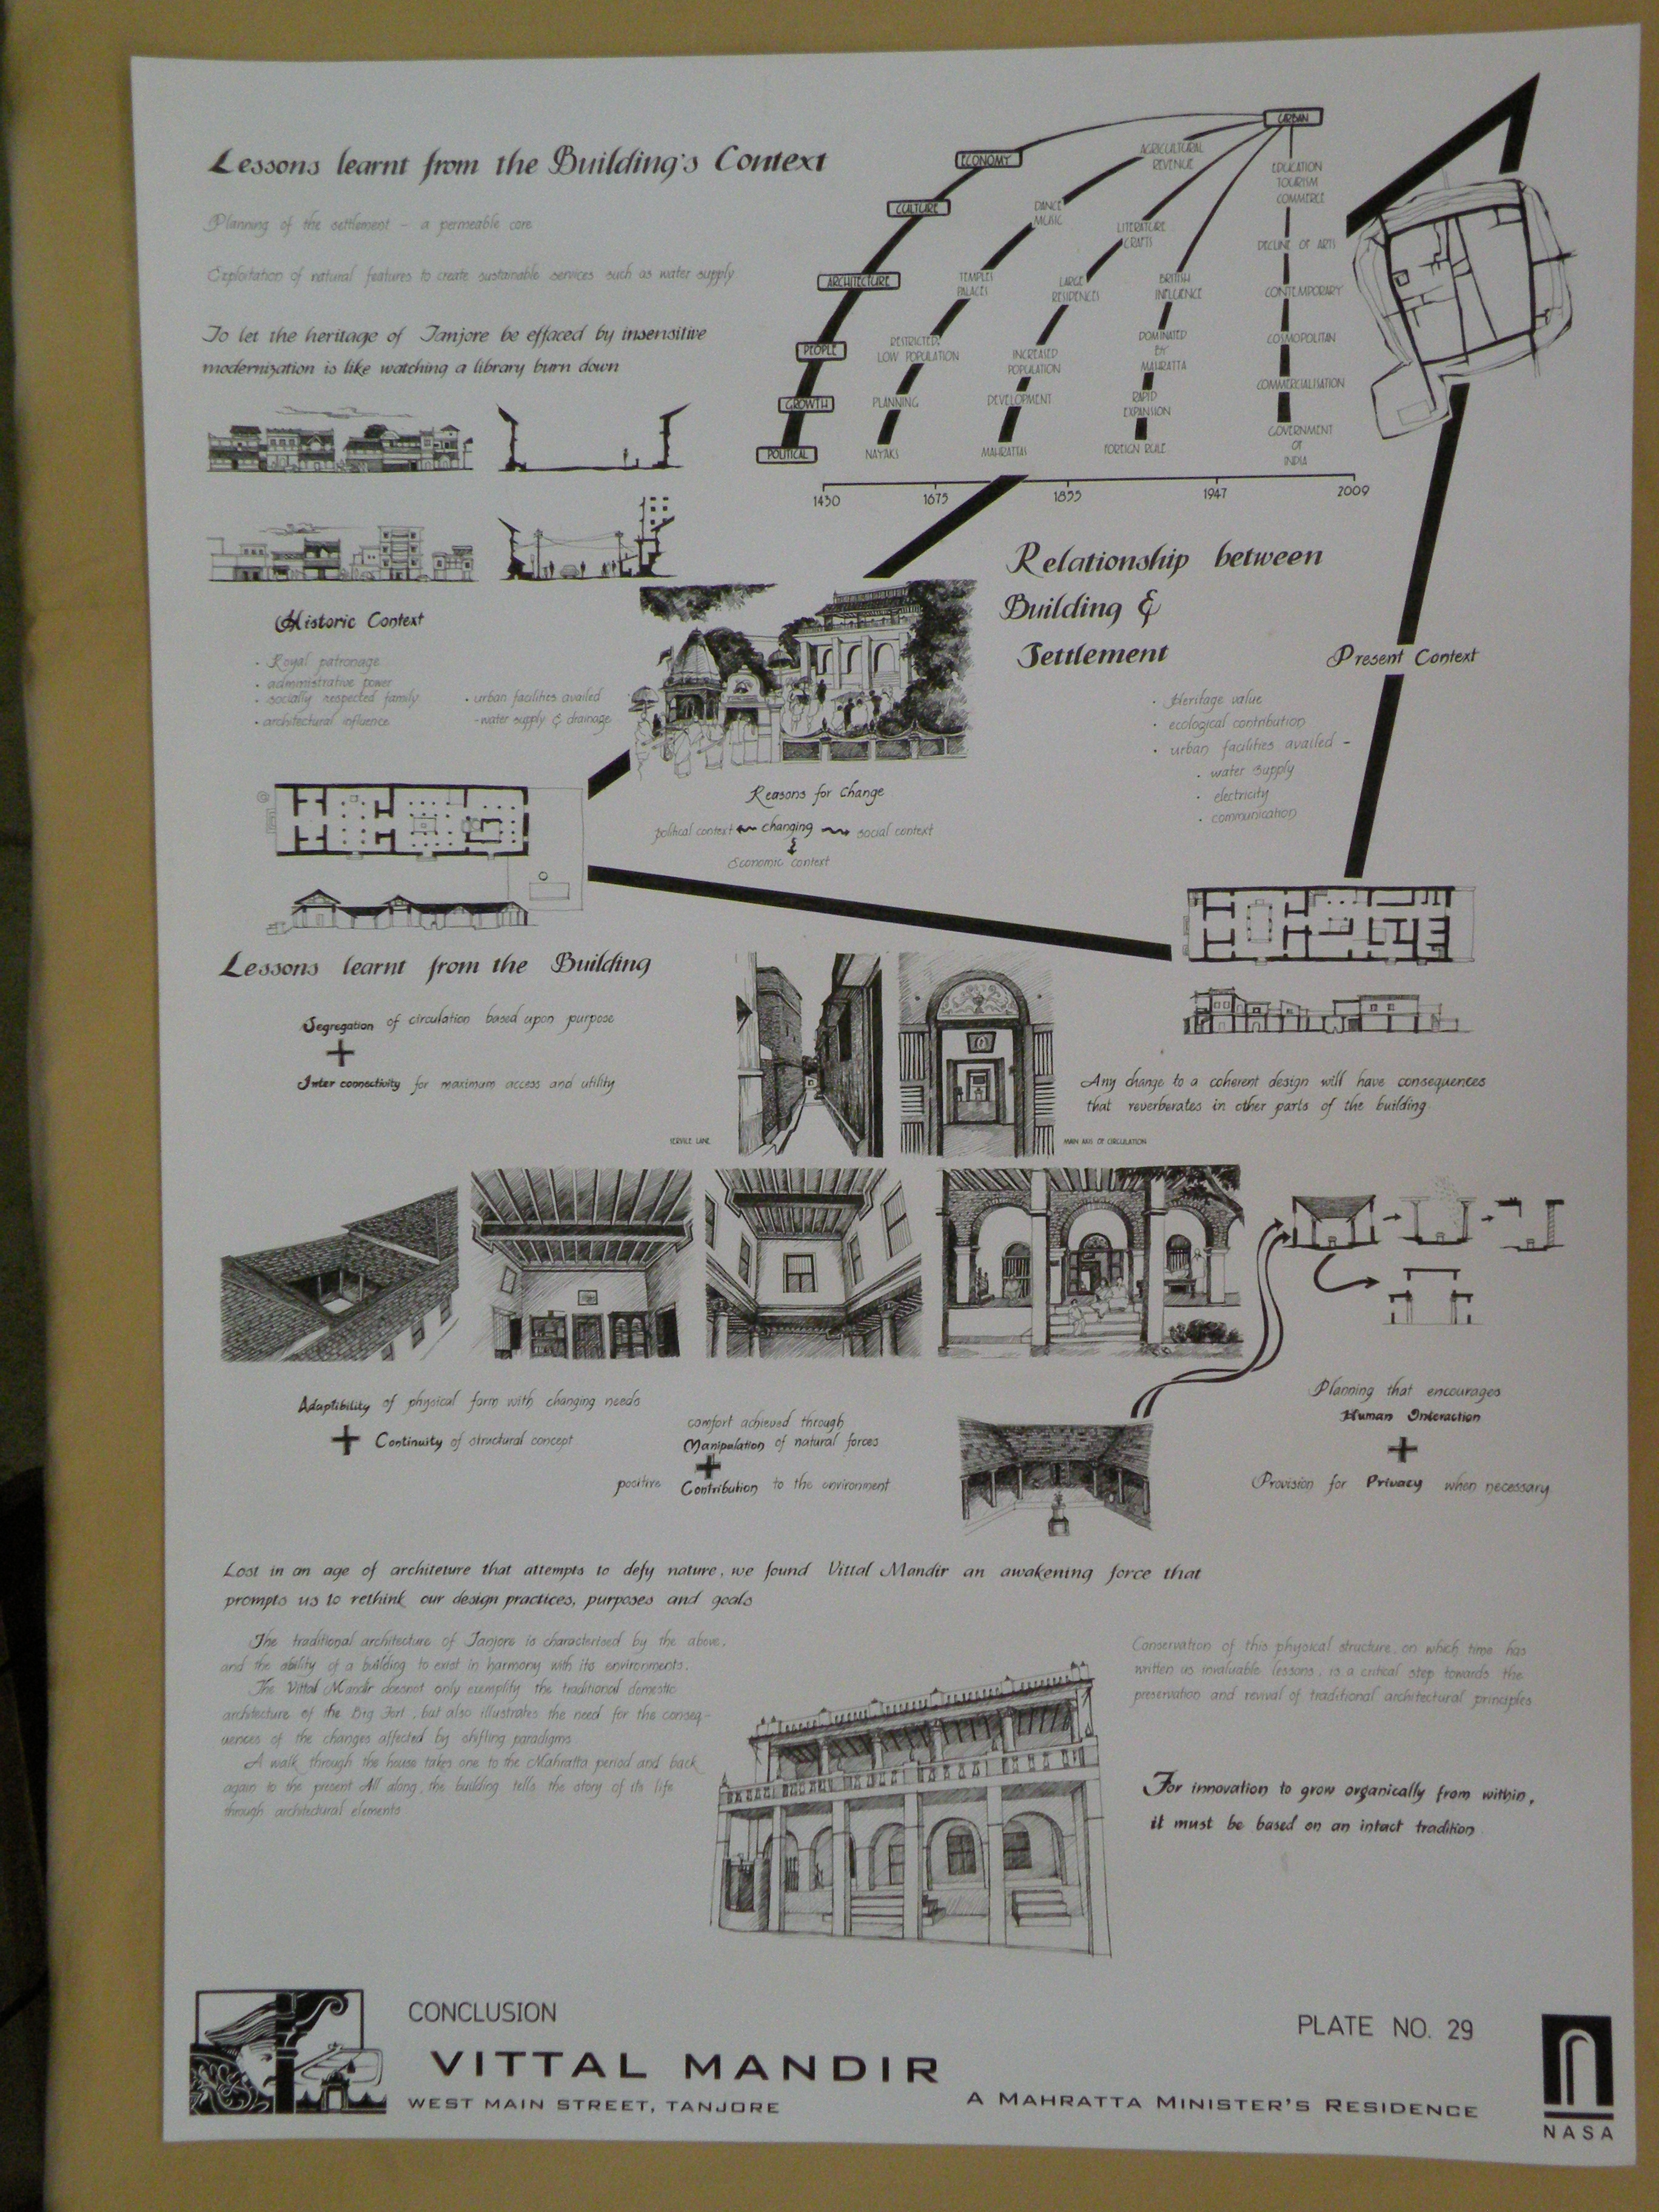 Lessons learnt from the Building's Context
Planning of the settlement - a permeable core
Exploitation of natural features to create sustainable services such as water supply
To let the heritage of Tanjore be effaced by insensitive
modernization is like watching a library burn down
URBAN
ECONOMY
AGRICULTURAL
REVENUE
EDUCATION
TOURISM
COMMERCE
CULTURE
DANCE
MUSIC
LITERATURE
CRAFTS
DECLINE OF ARTS
ARCHITECTURE
TEMPLES
PALACES
LARGE
RESIDENCES
BRITISH
INFLUENCE
CONTEMPORARY
PEOPLE
RESTRICTED,
LOW POPULATION
INCREASED
POPULATION
DOMINATED
BY
MAHRATTA
COSMOPOLITAN
GROWTH
PLANNING
DEVELOPMENT
RAPID
EXPANSION
COMMERCIALISATION
POLITICAL
NAYAKS
MAHRATTAS
FOREIGN RULE
GOVERNMENT
OF
INDIA
1430 1675 1855 1947 2009
Historic Context
• Royal patronage
• administrative power
• socially respected family
• architectural influence
• urban facilities availed
- water supply & drainage
Relationship between
Building &
Settlement
Present Context
• Heritage value
• ecological contribution
• urban facilities availed -
• water supply
• electricity
• communication
Reasons for change
political context changing social context
Economic context
Lessons learnt from the Building
Segregation of circulation based upon purpose
+
Inter connectivity for maximum access and utility
SERVICE LANE
MAIN AXIS OF CIRCULATION
Any change to a coherent design will have consequences
that reverberates in other parts of the building.
Adaptibility of physical form with changing needs
+ Continuity of structural concept
comfort achieved through
Manipulation of natural forces
+
positive Contribution to the environment
Planning that encourages
Human Interaction
+
Provision for Privacy when necessary
Lost in an age of architeture that attempts to defy nature, we found Vittal Mandir an awakening force that
prompts us to rethink our design practices, purposes and goals
The traditional architecture of Tanjore is characterised by the above,
and the ability of a building to exist in harmony with its environments.
The Vittal Mandir doesnot only exemplify the traditional domestic
architecture of the Big Fort, but also illustrates the need for the conseq-
uences of the changes affected by shifting paradigms
A walk through the house takes one to the Mahratta period and back
again to the present All along, the building tells the story of its life
through architectural elements
Conservation of this physical structure, on which time has
written us invaluable lessons, is a critical step towards the
preservation and revival of traditional architectural principles
For innovation to grow organically from within,
it must be based on an intact tradition
CONCLUSION
PLATE NO. 29
VITTAL MANDIR
WEST MAIN STREET, TANJORE
A MAHRATTA MINISTER'S RESIDENCE
NASA